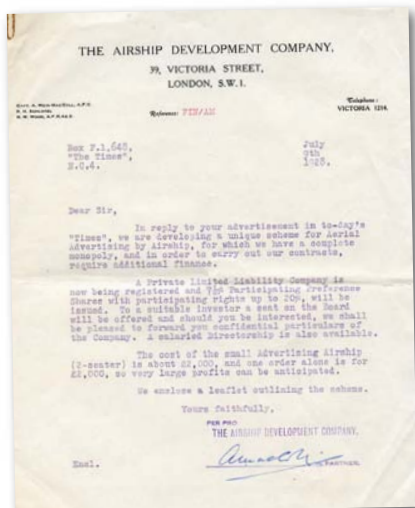 THE AIRSHIP DEVELOPMENT COMPANY,
39, VICTORIA STREET,
LONDON, S.W.1.
Telephone:
VICTORIA 1214.
Reference: FIN/AM
Box F.1,648,
"The Times",
E.C.4.
July
9th
1928.
Dear Sir,
In reply to your advertisement in to-day's
"Times", we are developing a unique scheme for Aerial
Advertising by Airship, for which we have a complete
monopoly, and in order to carry out our contracts,
require additional finance.
A Private limited Liability Company is
now being registered and Participating Preference
Shares with participating rights up to 20%, will be
issued. To a suitable investor a seat on the Board
will be offered and should you be interested, we shall
be pleased to forward you confidential particulars of
the Company. A salaried Directorship is also available.
The cost of the small Advertising Airship
(2-seater) is about £2,000, and one order alone is for
£2,000, so very large profits can be anticipated.
We enclose a leaflet outlining the scheme.
Yours faithfully,
PER PRO.
THE AIRSHIP DEVELOPMENT COMPANY.
PARTNER.
Encl.